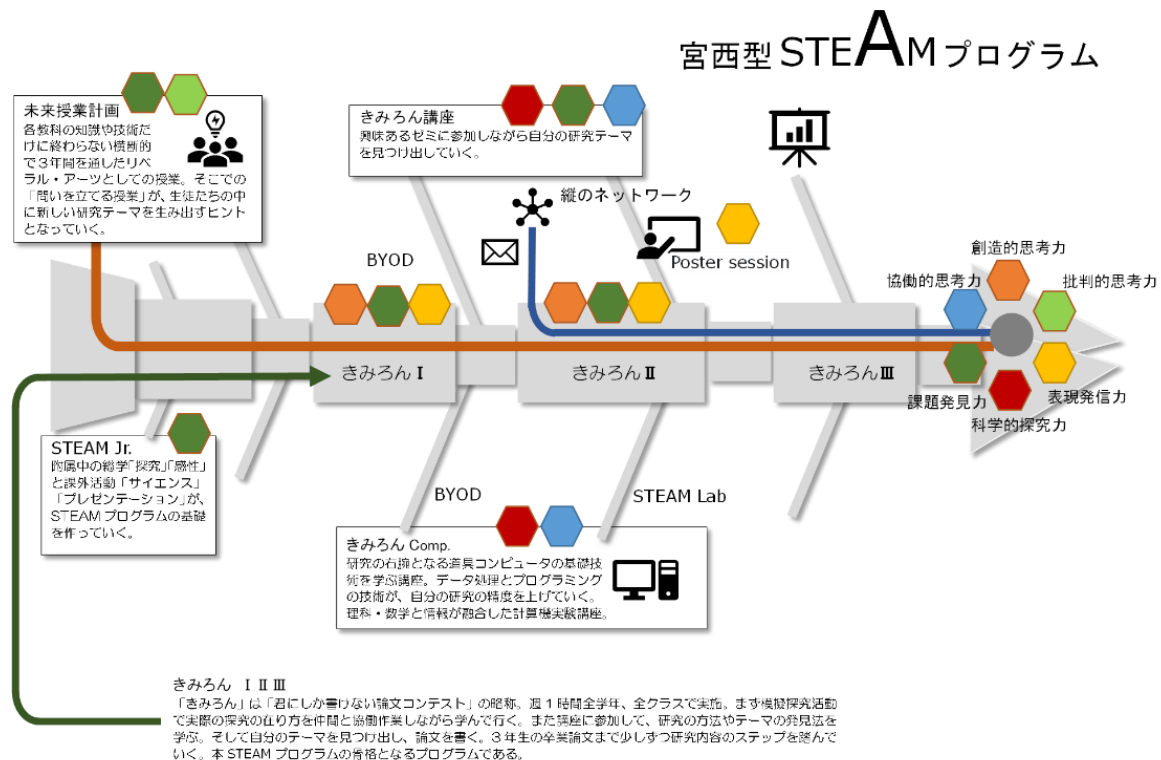 宮西型 STEAM プログラム
未来授業計画
各教科の知識や技術だ
けに終わらない横断的
で３年間を通したリベ
ラル・アーツとしての授業。そこでの
「問いを立てる授業」が、生徒たちの中
に新しい研究テーマを生み出すヒント
となっていく。
きみろん講座
興味あるゼミに参加しながら自分の研究テーマ
を見つけ出していく。
縦のネットワーク
BYOD
Poster session
創造的思考力
協働的思考力
批判的思考力
きみろん Ⅰ
きみろん Ⅱ
きみろん Ⅲ
課題発見力
表現発信力
科学的探究力
STEAM Jr.
附属中の総学「探究」「感性」
と課外活動「サイエンス」
「プレゼンテーション」が、
STEAM プログラムの基礎
を作っていく。
BYOD
STEAM Lab
きみろん Comp.
研究の右腕となる道具コンピュータの基礎技
術を学ぶ講座。データ処理とプログラミング
の技術が、自分の研究の精度を上げていく。
理科・数学と情報が融合した計算機実験講座。
きみろん Ⅰ Ⅱ Ⅲ
「きみろん」は「君にしか書けない論文コンテスト」の略称。週１時間全学年、全クラスで実施。まず模擬探究活動
で実際の探究の在り方を仲間と協働作業しながら学んで行く。また講座に参加して、研究の方法やテーマの発見法を
学ぶ。そして自分のテーマを見つけ出し、論文を書く。３年生の卒業論文まで少しずつ研究内容のステップを踏んで
いく。本 STEAM プログラムの骨格となるプログラムである。